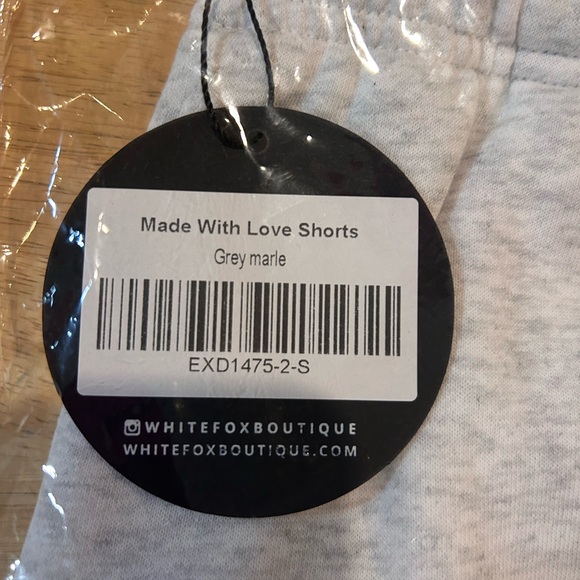 Made With Love Shorts
Grey marle
EXD1475-2-S
WHITEFOXBOUTIQUE
WHITEFOXBOUTIQUE.COM